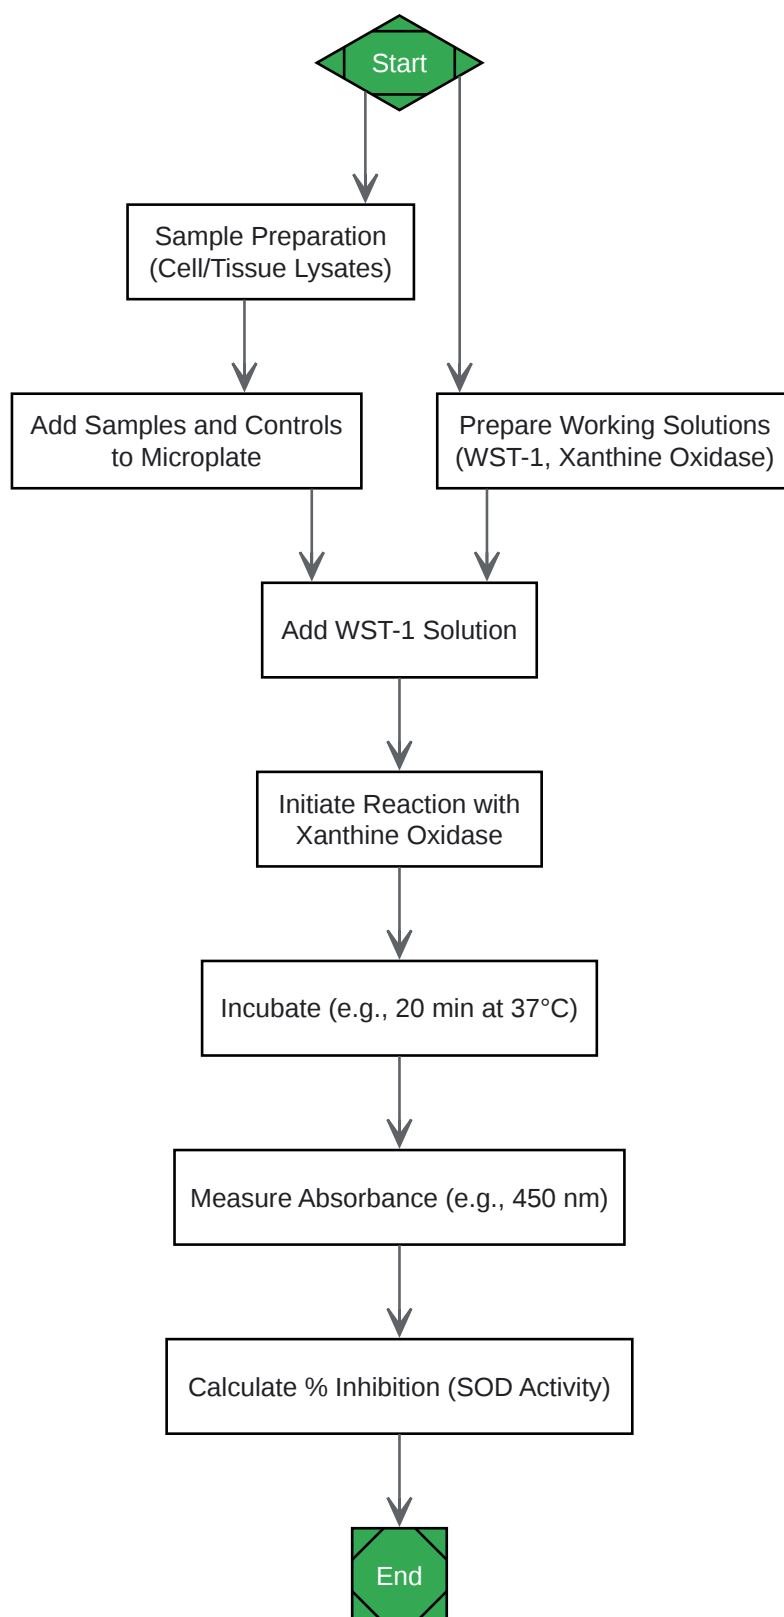 Start
Sample Preparation
(Cell/Tissue Lysates)
Add Samples and Controls
to Microplate
Prepare Working Solutions
(WST-1, Xanthine Oxidase)
Add WST-1 Solution
Initiate Reaction with
Xanthine Oxidase
Incubate (e.g., 20 min at 37°C)
Measure Absorbance (e.g., 450 nm)
Calculate % Inhibition (SOD Activity)
End